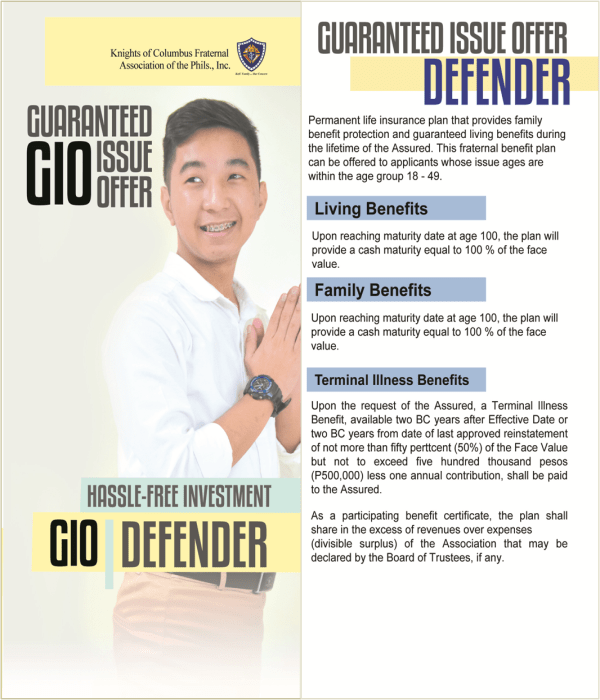 Knights of Columbus Fraternal
Association of the Phils., Inc.
GUARANTEED
GIO
ISSUE
OFFER
HASSLE-FREE INVESTMENT
GIO DEFENDER
GUARANTEED ISSUE OFFER
DEFENDER
Permanent life insurance plan that provides family
benefit protection and guaranteed living benefits during
the lifetime of the Assured. This fraternal benefit plan
can be offered to applicants whose issue ages are
within the age group 18 - 49.
Living Benefits
Upon reaching maturity date at age 100, the plan will
provide a cash maturity equal to 100 % of the face
value.
Family Benefits
Upon reaching maturity date at age 100, the plan will
provide a cash maturity equal to 100 % of the face
value.
Terminal Illness Benefits
Upon the request of the Assured, a Terminal Illness
Benefit, available two BC years after Effective Date or
two BC years from date of last approved reinstatement
of not more than fifty perttcent (50%) of the Face Value
but not to exceed five hundred thousand pesos
(P500,000) less one annual contribution, shall be paid
to the Assured.
As a participating benefit certificate, the plan shall
share in the excess of revenues over expenses
(divisible surplus) of the Association that may be
declared by the Board of Trustees, if any.